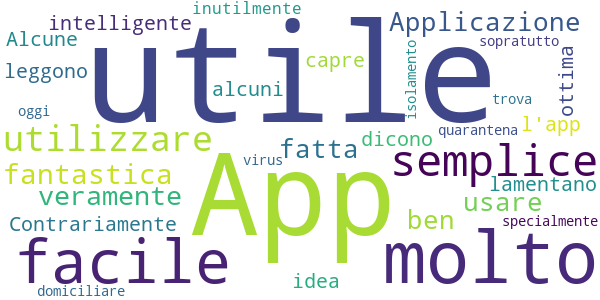 inutilmente
intelligente
Applicazione
Alcune
utile
sopratutto
isolamento
ottima
leggono
capre
alcuni
trova
oggi
quarantena
l'app
utilizzare
dicono
fatta
virus
semplice
fantastica
App
lamentano
veramente
usare
ben
specialmente
Contrariamente
facile
molto
idea
domiciliare